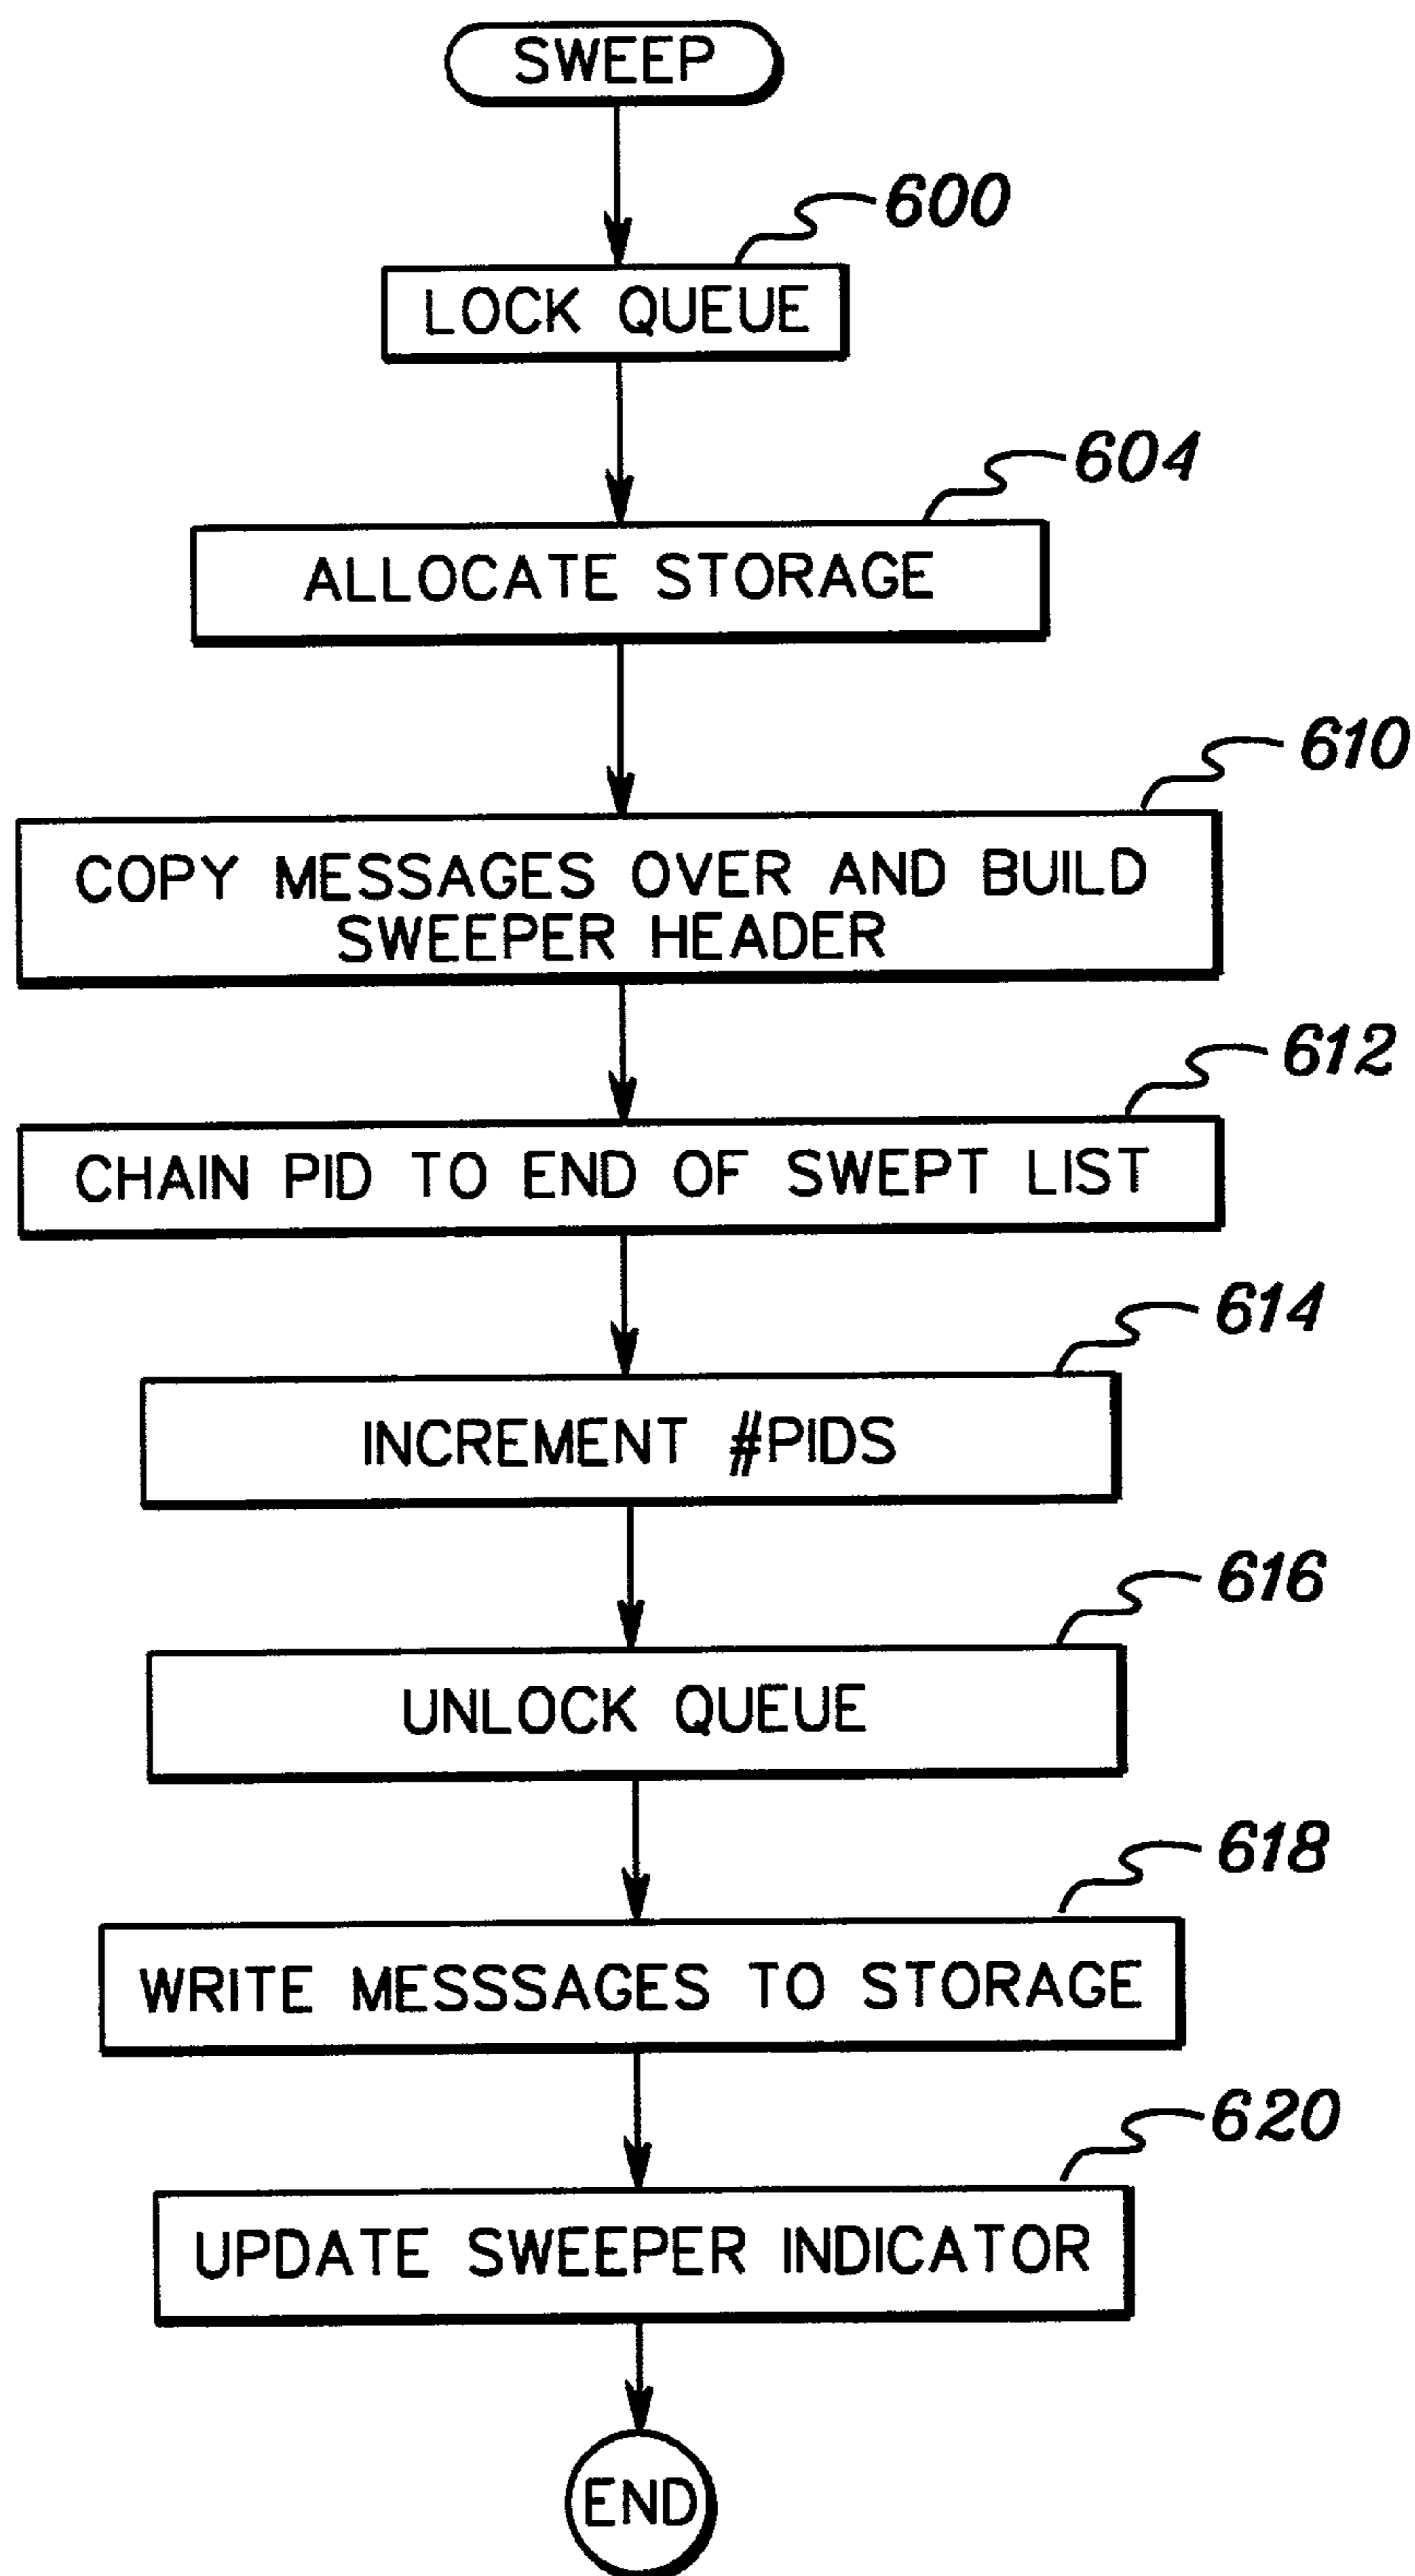 SWEEP
600
LOCK QUEUE
604
ALLOCATE STORAGE
610
COPY MESSAGES OVER AND BUILD
SWEEPER HEADER
612
CHAIN PID TO END OF SWEPT LIST
614
INCREMENT #PIDS
616
UNLOCK QUEUE
618
WRITE MESSSAGES TO STORAGE
620
UPDATE SWEEPER INDICATOR
END